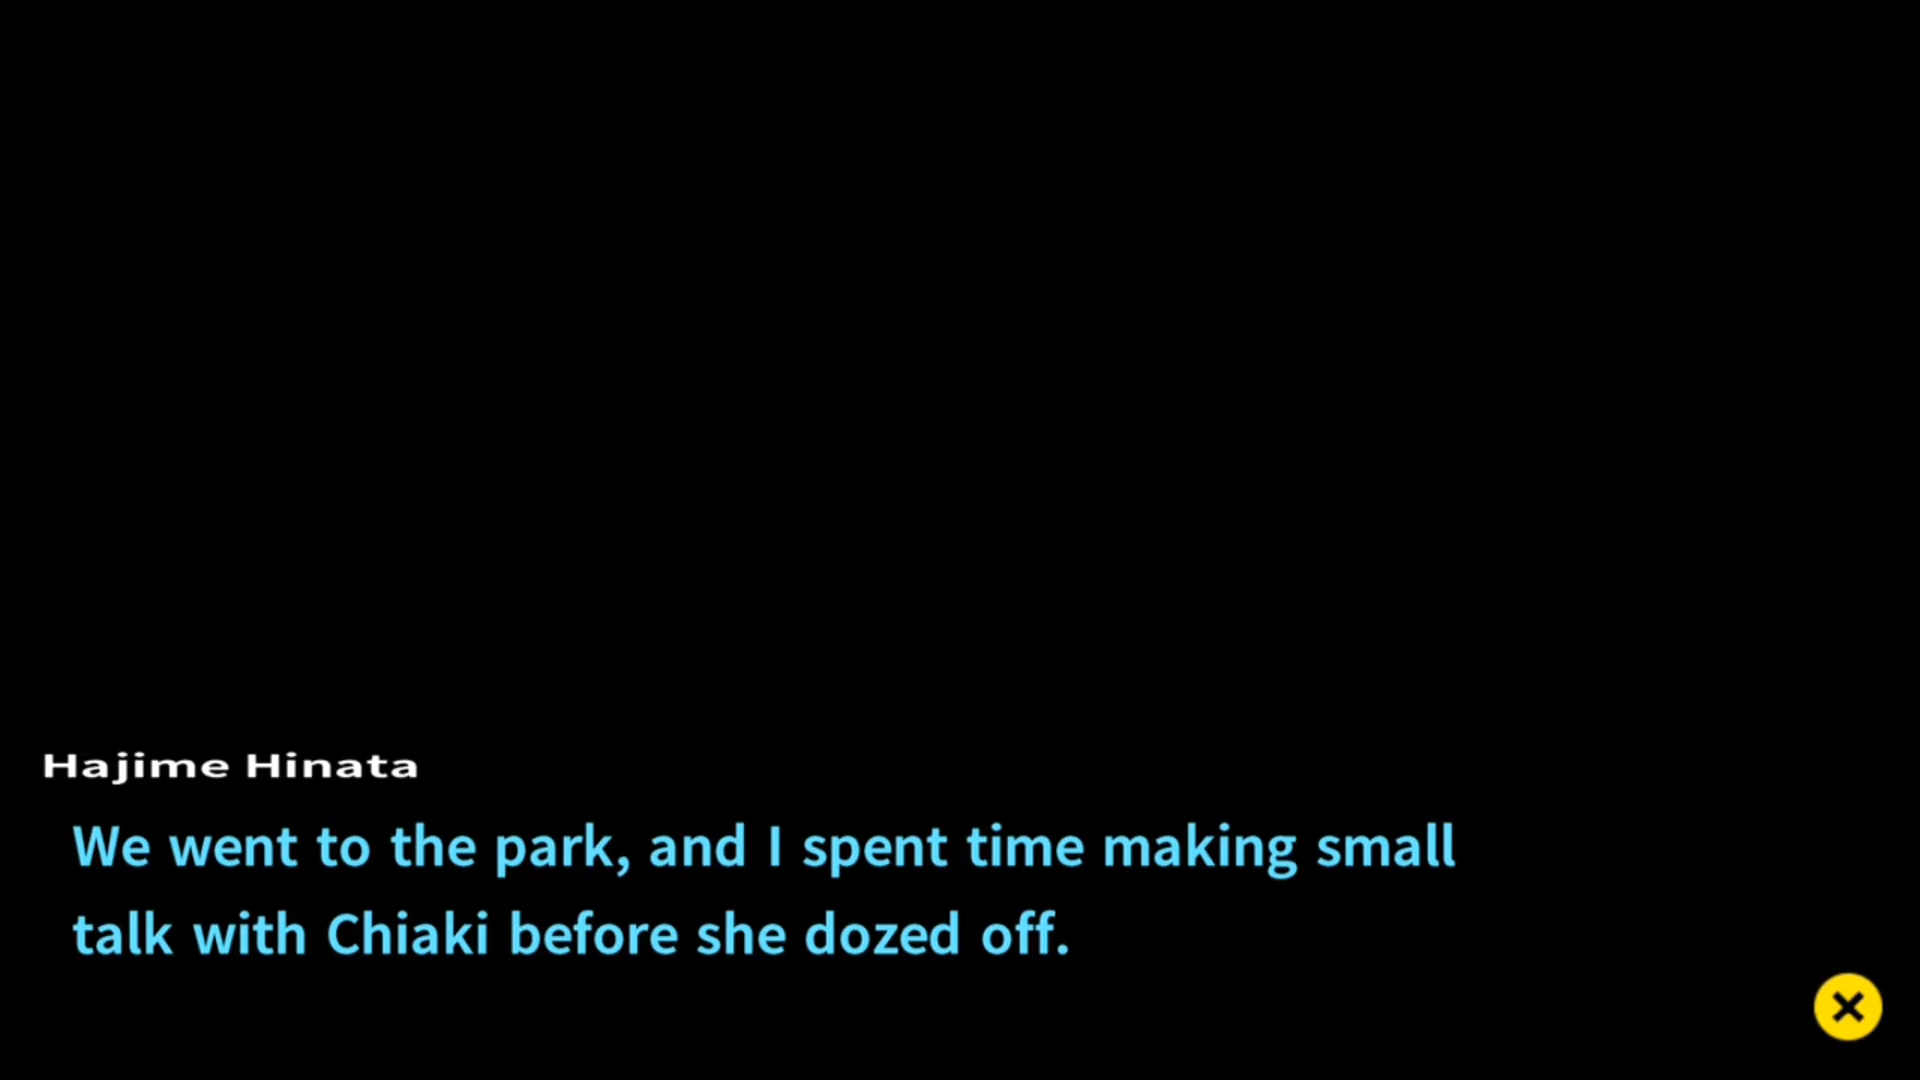 Hajime Hinata
We went to the park, and I spent time making small
talk with Chiaki before she dozed off.